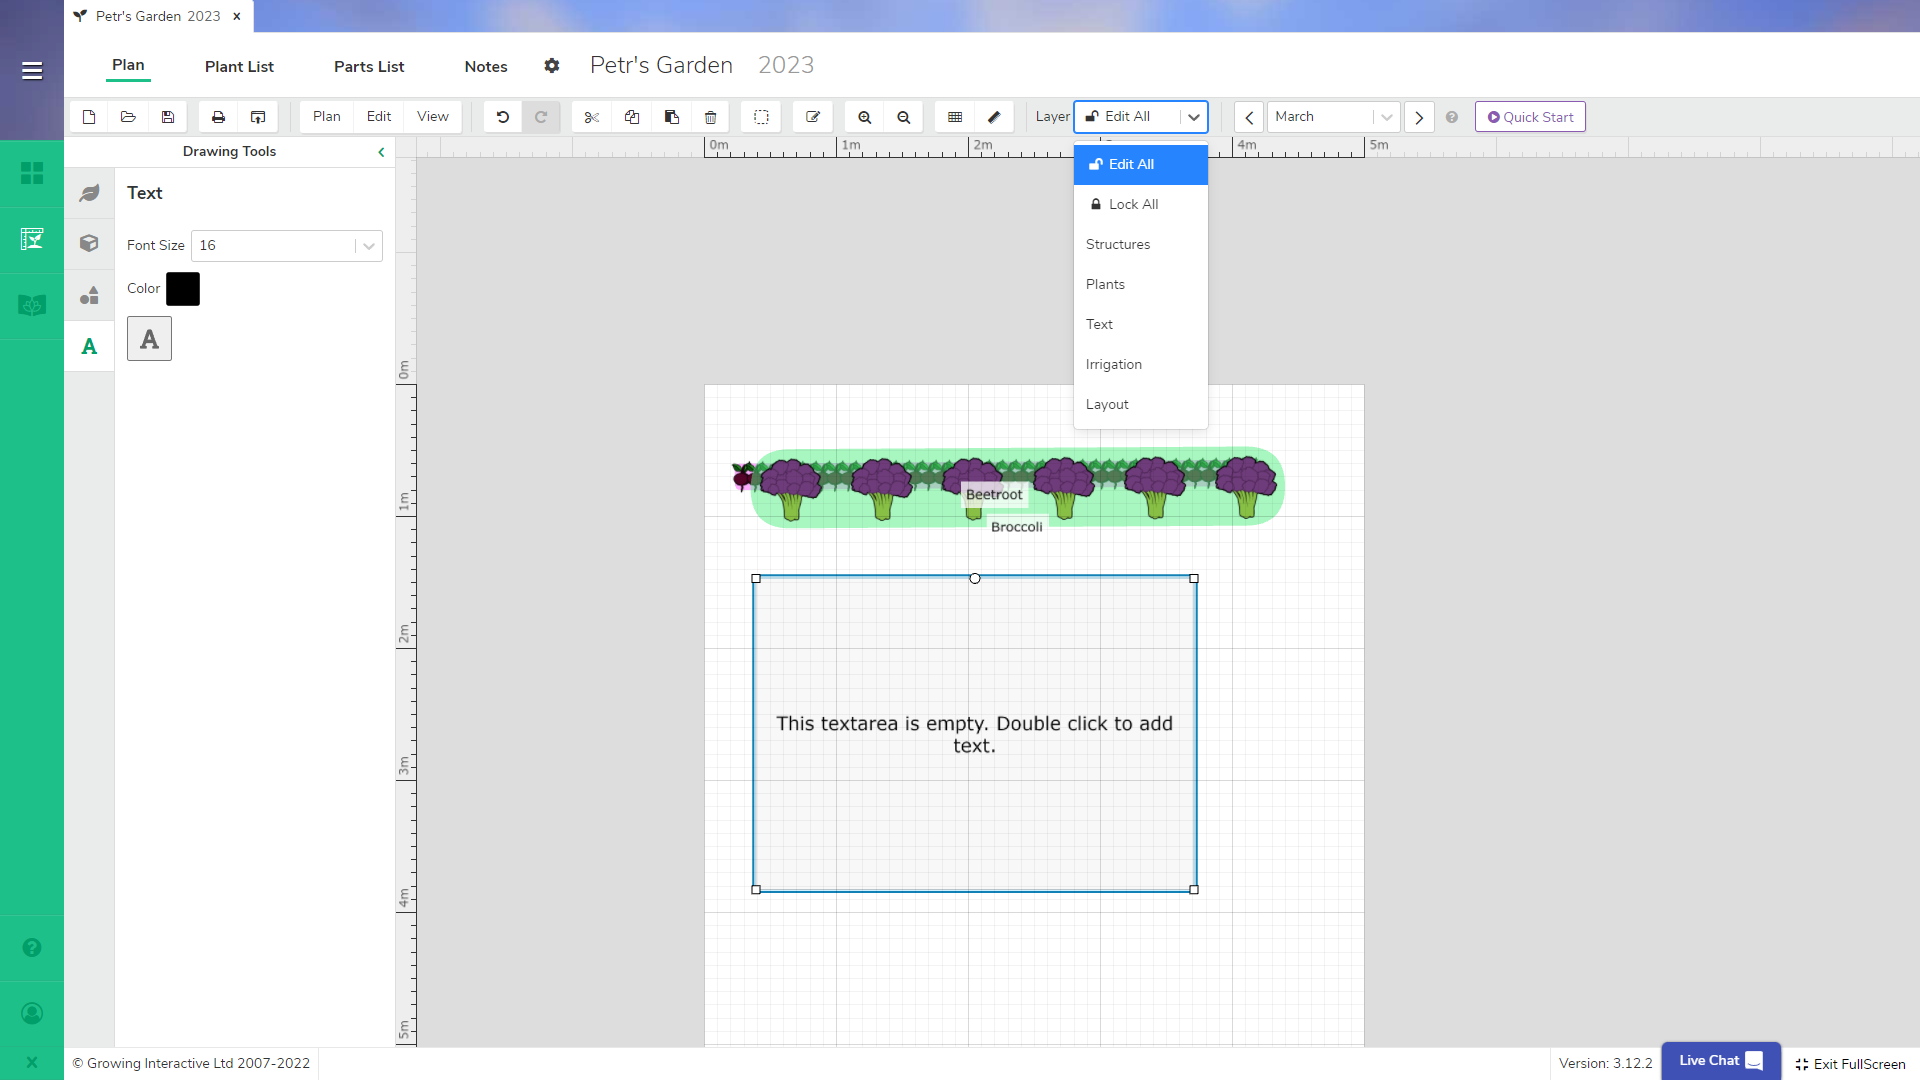 Petr's Garden 2023 ×
Plan
Plant List
Parts List
Notes
Petr's Garden 2023
Plan
Edit
View
Layer
Edit All
March
Quick Start
Drawing Tools
0m
1m
2m
4m
5m
Edit All
Lock All
Structures
Plants
Text
Irrigation
Layout
Text
Font Size 16
Color
A
A
0m
1m
2m
3m
4m
5m
Beetroot
Broccoli
This textarea is empty. Double click to add
text.
© Growing Interactive Ltd 2007-2022
Version: 3.12.2
Live Chat
Exit FullScreen